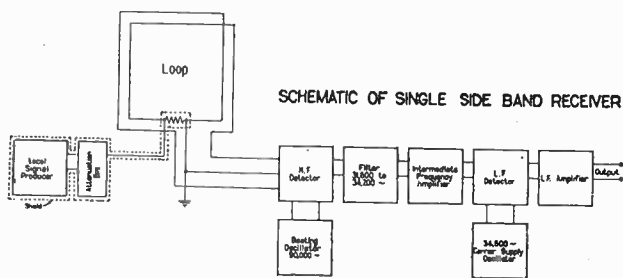 Loop
SCHEMATIC OF SINGLE SIDE BAND RECEIVER
Local
Signal
Producer
Attenuation
Box
Shield
H.F
Detector
Filter
31,800 to
34,200 ~
Intermediate
Frequency
Amplifier
L.F.
Detector
L.F. Amplifier
Output
Beating
Oscillator
90,000 ~
34,500 ~
Carrier Supply
Oscillator